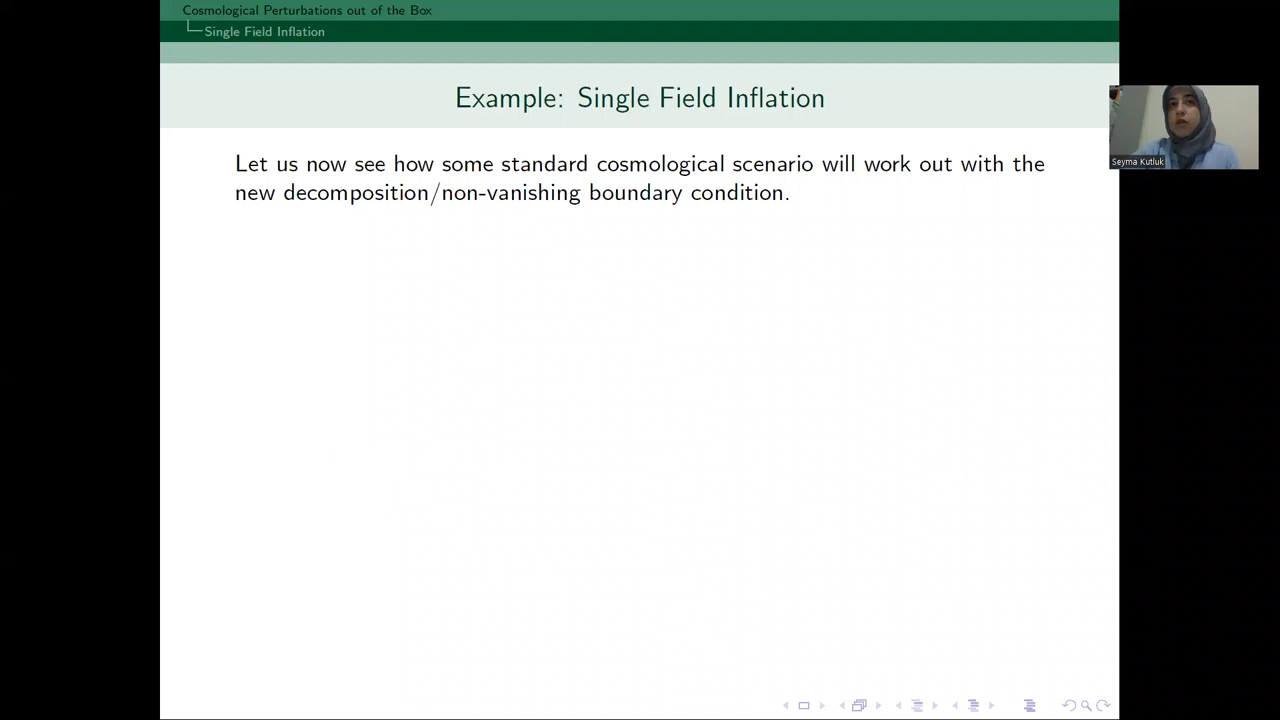 Cosmological Perturbations out of the Box
Single Field Inflation
Example: Single Field Inflation
Let us now see how some standard cosmological scenario will work out with the
new decomposition/non-vanishing boundary condition.
Seyma Kutluk